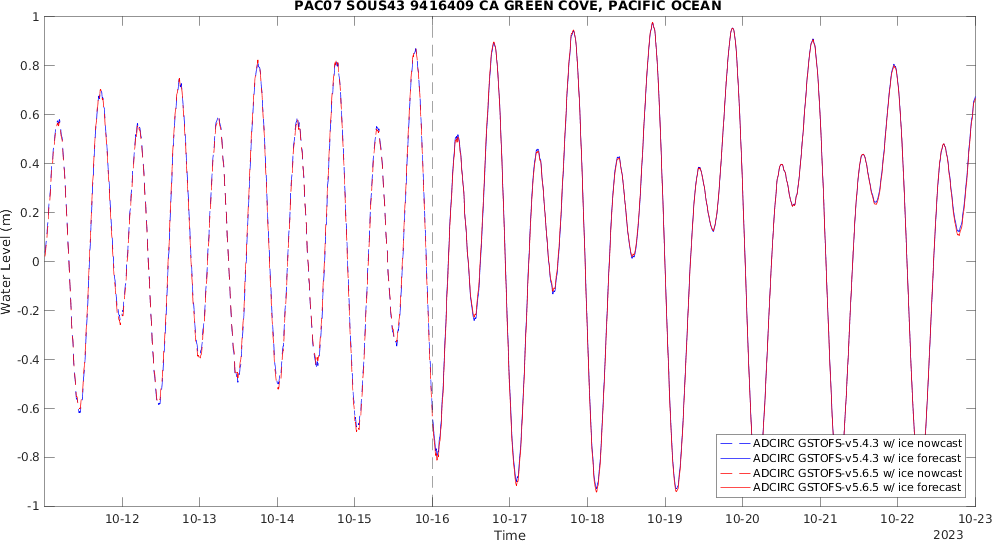 PAC07 SOUS43 9416409 CA GREEN COVE, PACIFIC OCEAN
Water Level (m)
1
0.8
0.6
0.4
0.2
0
-0.2
-0.4
-0.6
-0.8
-1
ADCIRC GSTOFS-v5.4.3 w/ ice nowcast
ADCIRC GSTOFS-v5.4.3 w/ ice forecast
ADCIRC GSTOFS-v5.6.5 w/ ice nowcast
ADCIRC GSTOFS-v5.6.5 w/ ice forecast
10-12 10-13 10-14 10-15 10-16 10-17 10-18 10-19 10-20 10-21 10-22 10-23
Time
2023